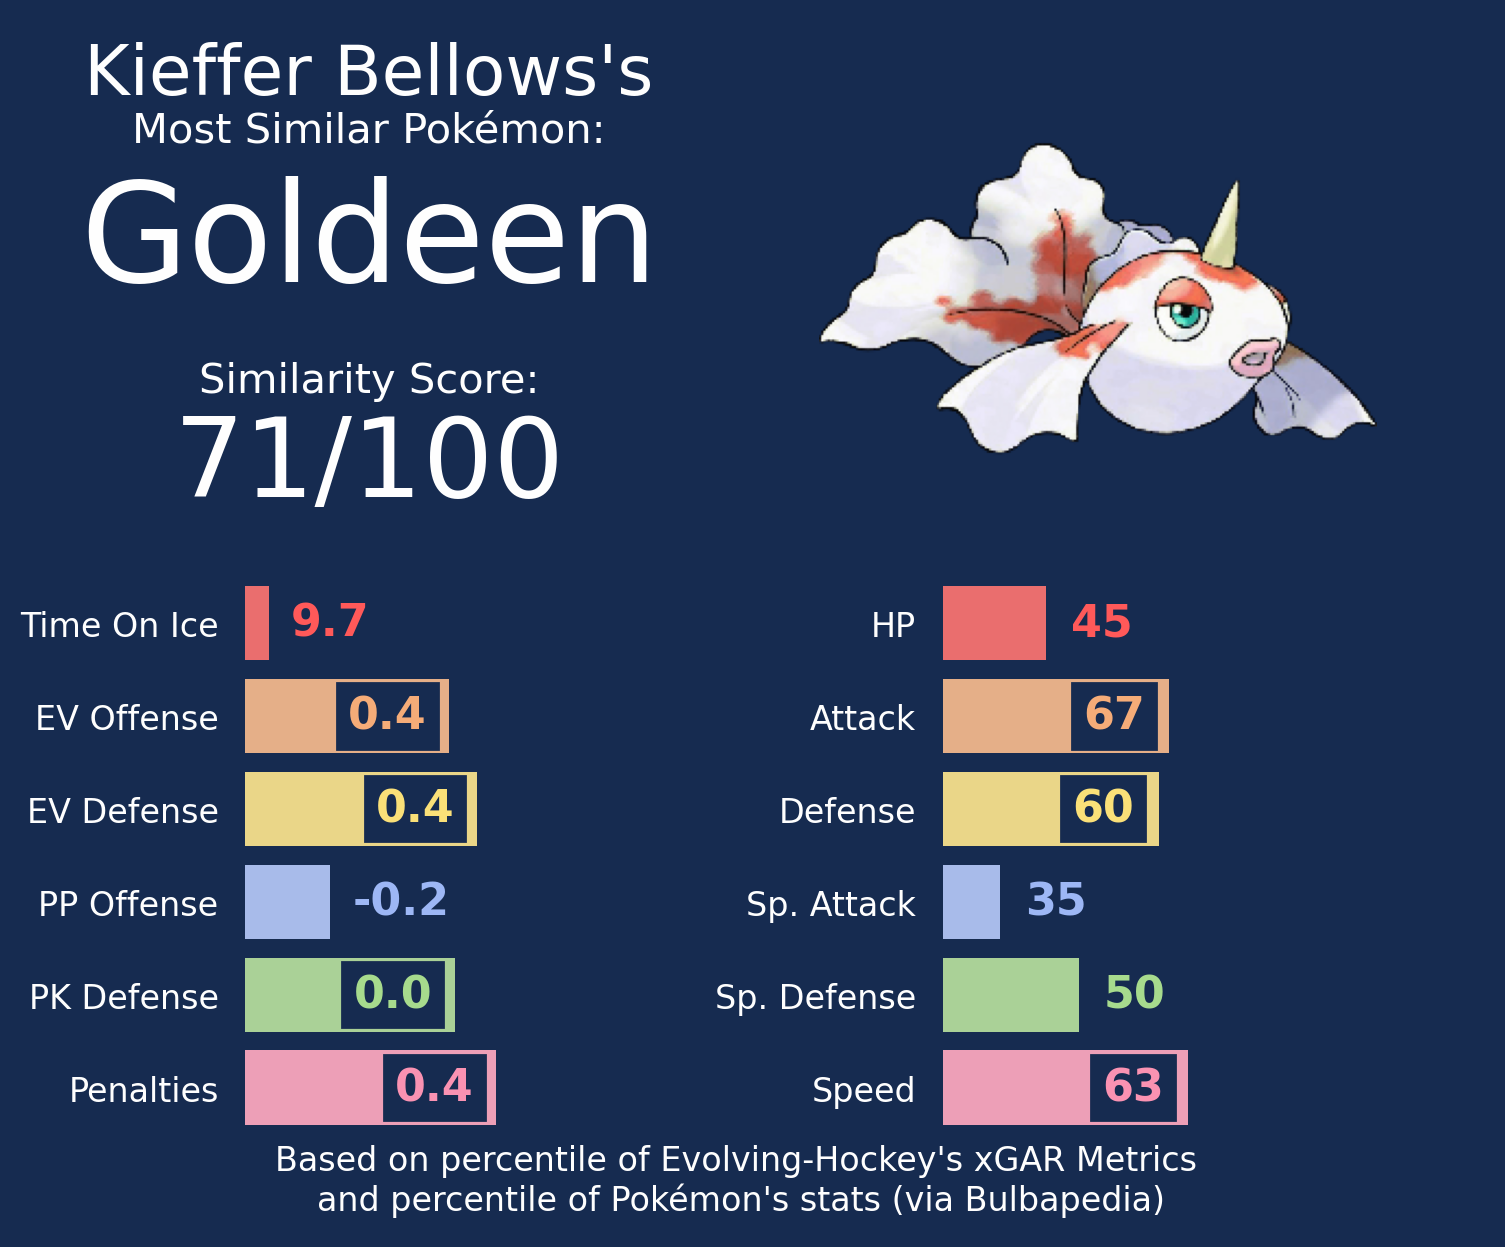 Kieffer Bellows's
Most Similar Pokémon:
Goldeen
Similarity Score:
71/100
Time On Ice 9.7
EV Offense 0.4
EV Defense 0.4
PP Offense -0.2
PK Defense 0.0
Penalties 0.4
HP 45
Attack 67
Defense 60
Sp. Attack 35
Sp. Defense 50
Speed 63
Based on percentile of Evolving-Hockey's xGAR Metrics
and percentile of Pokémon's stats (via Bulbapedia)